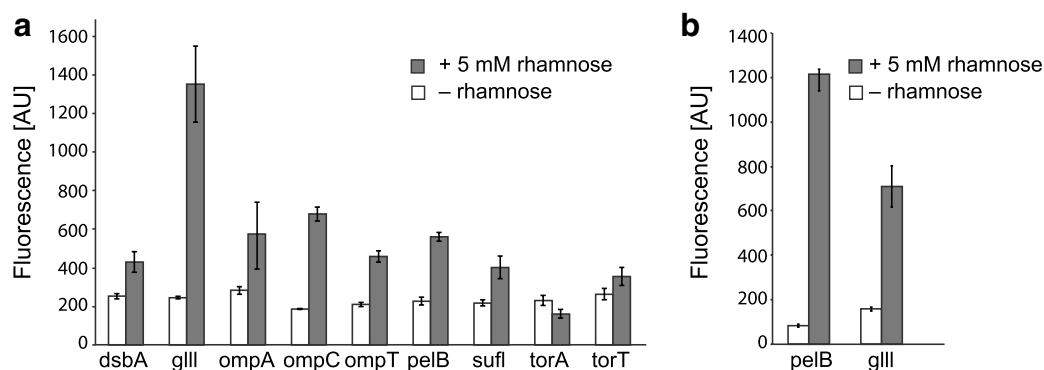 a
Fluorescence [AU]
1600
1400
1200
1000
800
600
400
200
0
+ 5 mM rhamnose
– rhamnose
dsbA gIII ompA ompC ompT pelB sufI torA torT
b
Fluorescence [AU]
1400
1200
1000
800
600
400
200
0
+ 5 mM rhamnose
– rhamnose
pelB gIII